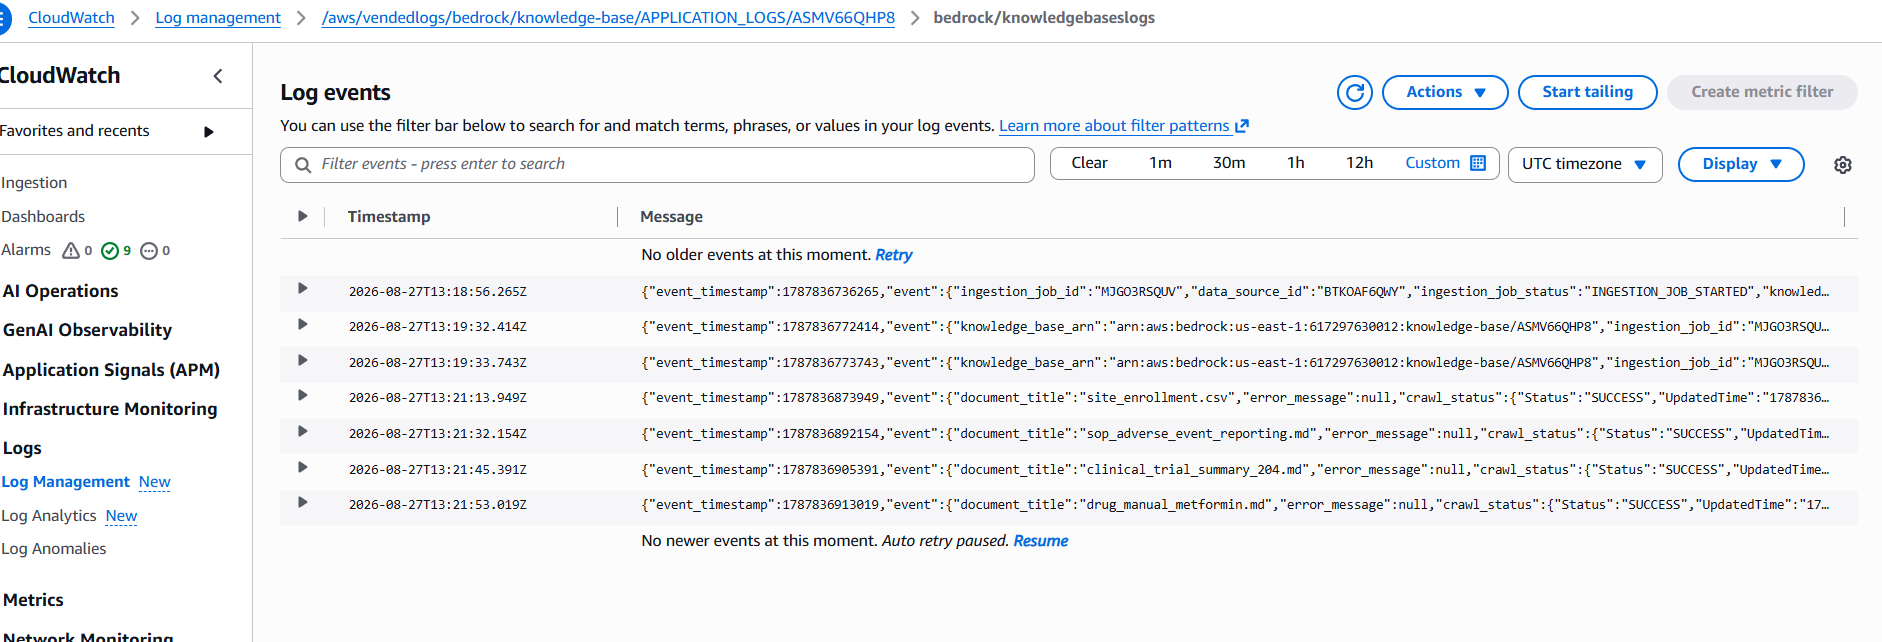 CloudWatch > Log management > /aws/vendedlogs/bedrock/knowledge-base/APPLICATION_LOGS/ASMV66QHP8 > bedrock/knowledgebaseslogs
CloudWatch
Favorites and recents
Ingestion
Dashboards
Alarms 0 9 0
AI Operations
GenAI Observability
Application Signals (APM)
Infrastructure Monitoring
Logs
Log Management New
Log Analytics New
Log Anomalies
Metrics
Network Monitoring
Log events
Actions
Start tailing
Create metric filter
You can use the filter bar below to search for and match terms, phrases, or values in your log events. Learn more about filter patterns
Filter events - press enter to search
Clear 1m 30m 1h 12h Custom
UTC timezone
Display
Timestamp Message
No older events at this moment. Retry
2026-08-27T13:18:56.265Z {"event_timestamp":1787836736265,"event":{"ingestion_job_id":"MJGO3RSQUV","data_source_id":"BTKOAF6QWY","ingestion_job_status":"INGESTION_JOB_STARTED","knowled…
2026-08-27T13:19:32.414Z {"event_timestamp":1787836772414,"event":{"knowledge_base_arn":"arn:aws:bedrock:us-east-1:617297630012:knowledge-base/ASMV66QHP8","ingestion_job_id":"MJGO3RSQU…
2026-08-27T13:19:33.743Z {"event_timestamp":1787836773743,"event":{"knowledge_base_arn":"arn:aws:bedrock:us-east-1:617297630012:knowledge-base/ASMV66QHP8","ingestion_job_id":"MJGO3RSQU…
2026-08-27T13:21:13.949Z {"event_timestamp":1787836873949,"event":{"document_title":"site_enrollment.csv","error_message":null,"crawl_status":{"Status":"SUCCESS","UpdatedTime":"1787836…
2026-08-27T13:21:32.154Z {"event_timestamp":1787836892154,"event":{"document_title":"sop_adverse_event_reporting.md","error_message":null,"crawl_status":{"Status":"SUCCESS","UpdatedTim…
2026-08-27T13:21:45.391Z {"event_timestamp":1787836905391,"event":{"document_title":"clinical_trial_summary_204.md","error_message":null,"crawl_status":{"Status":"SUCCESS","UpdatedTime…
2026-08-27T13:21:53.019Z {"event_timestamp":1787836913019,"event":{"document_title":"drug_manual_metformin.md","error_message":null,"crawl_status":{"Status":"SUCCESS","UpdatedTime":"17…
No newer events at this moment. Auto retry paused. Resume